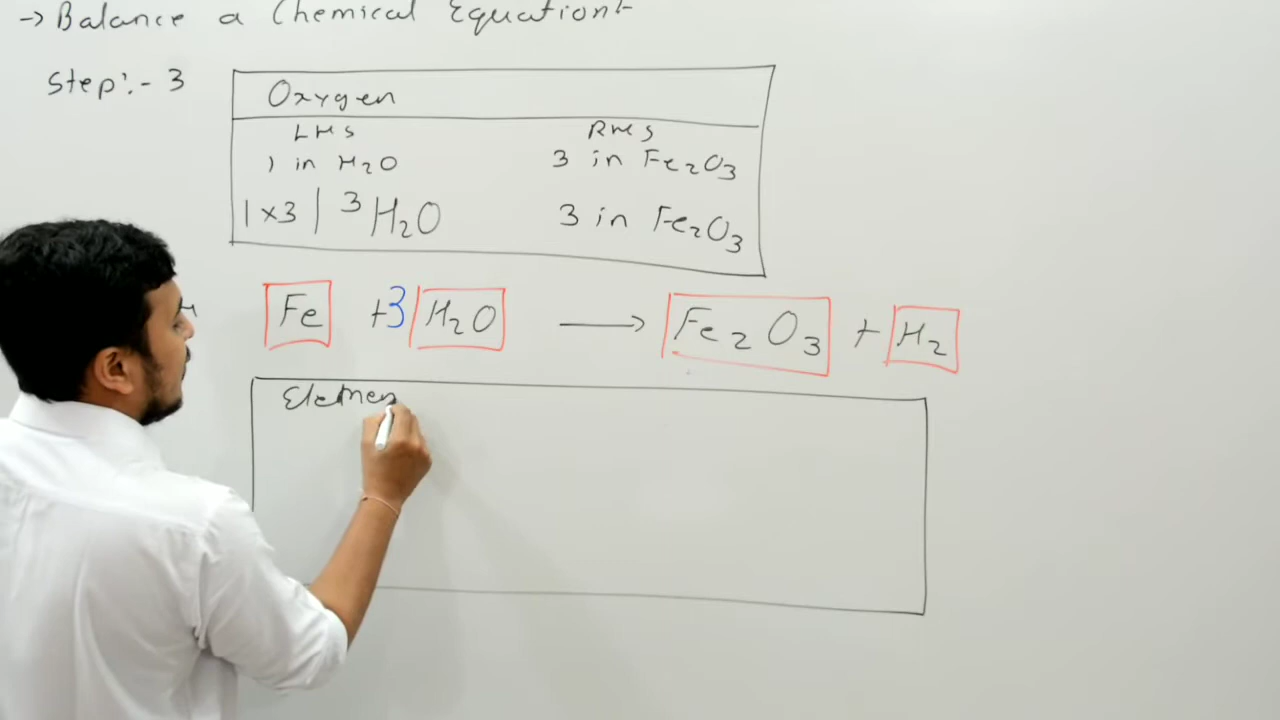 → Balance a Chemical Equation:-
Step:- 3
Oxygen
LHS RHS
1 in H₂O 3 in Fe₂O₃
1×3 | 3H₂O 3 in Fe₂O₃
Fe +3 H₂O → Fe₂O₃ + H₂
Elemen